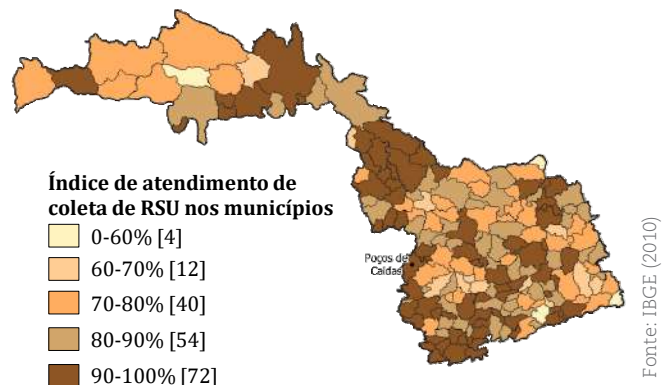 Índice de atendimento de
coleta de RSU nos municípios
0-60% [4]
60-70% [12]
70-80% [40]
80-90% [54]
90-100% [72]
Poços de
Caldas
Fonte: IBGE (2010)